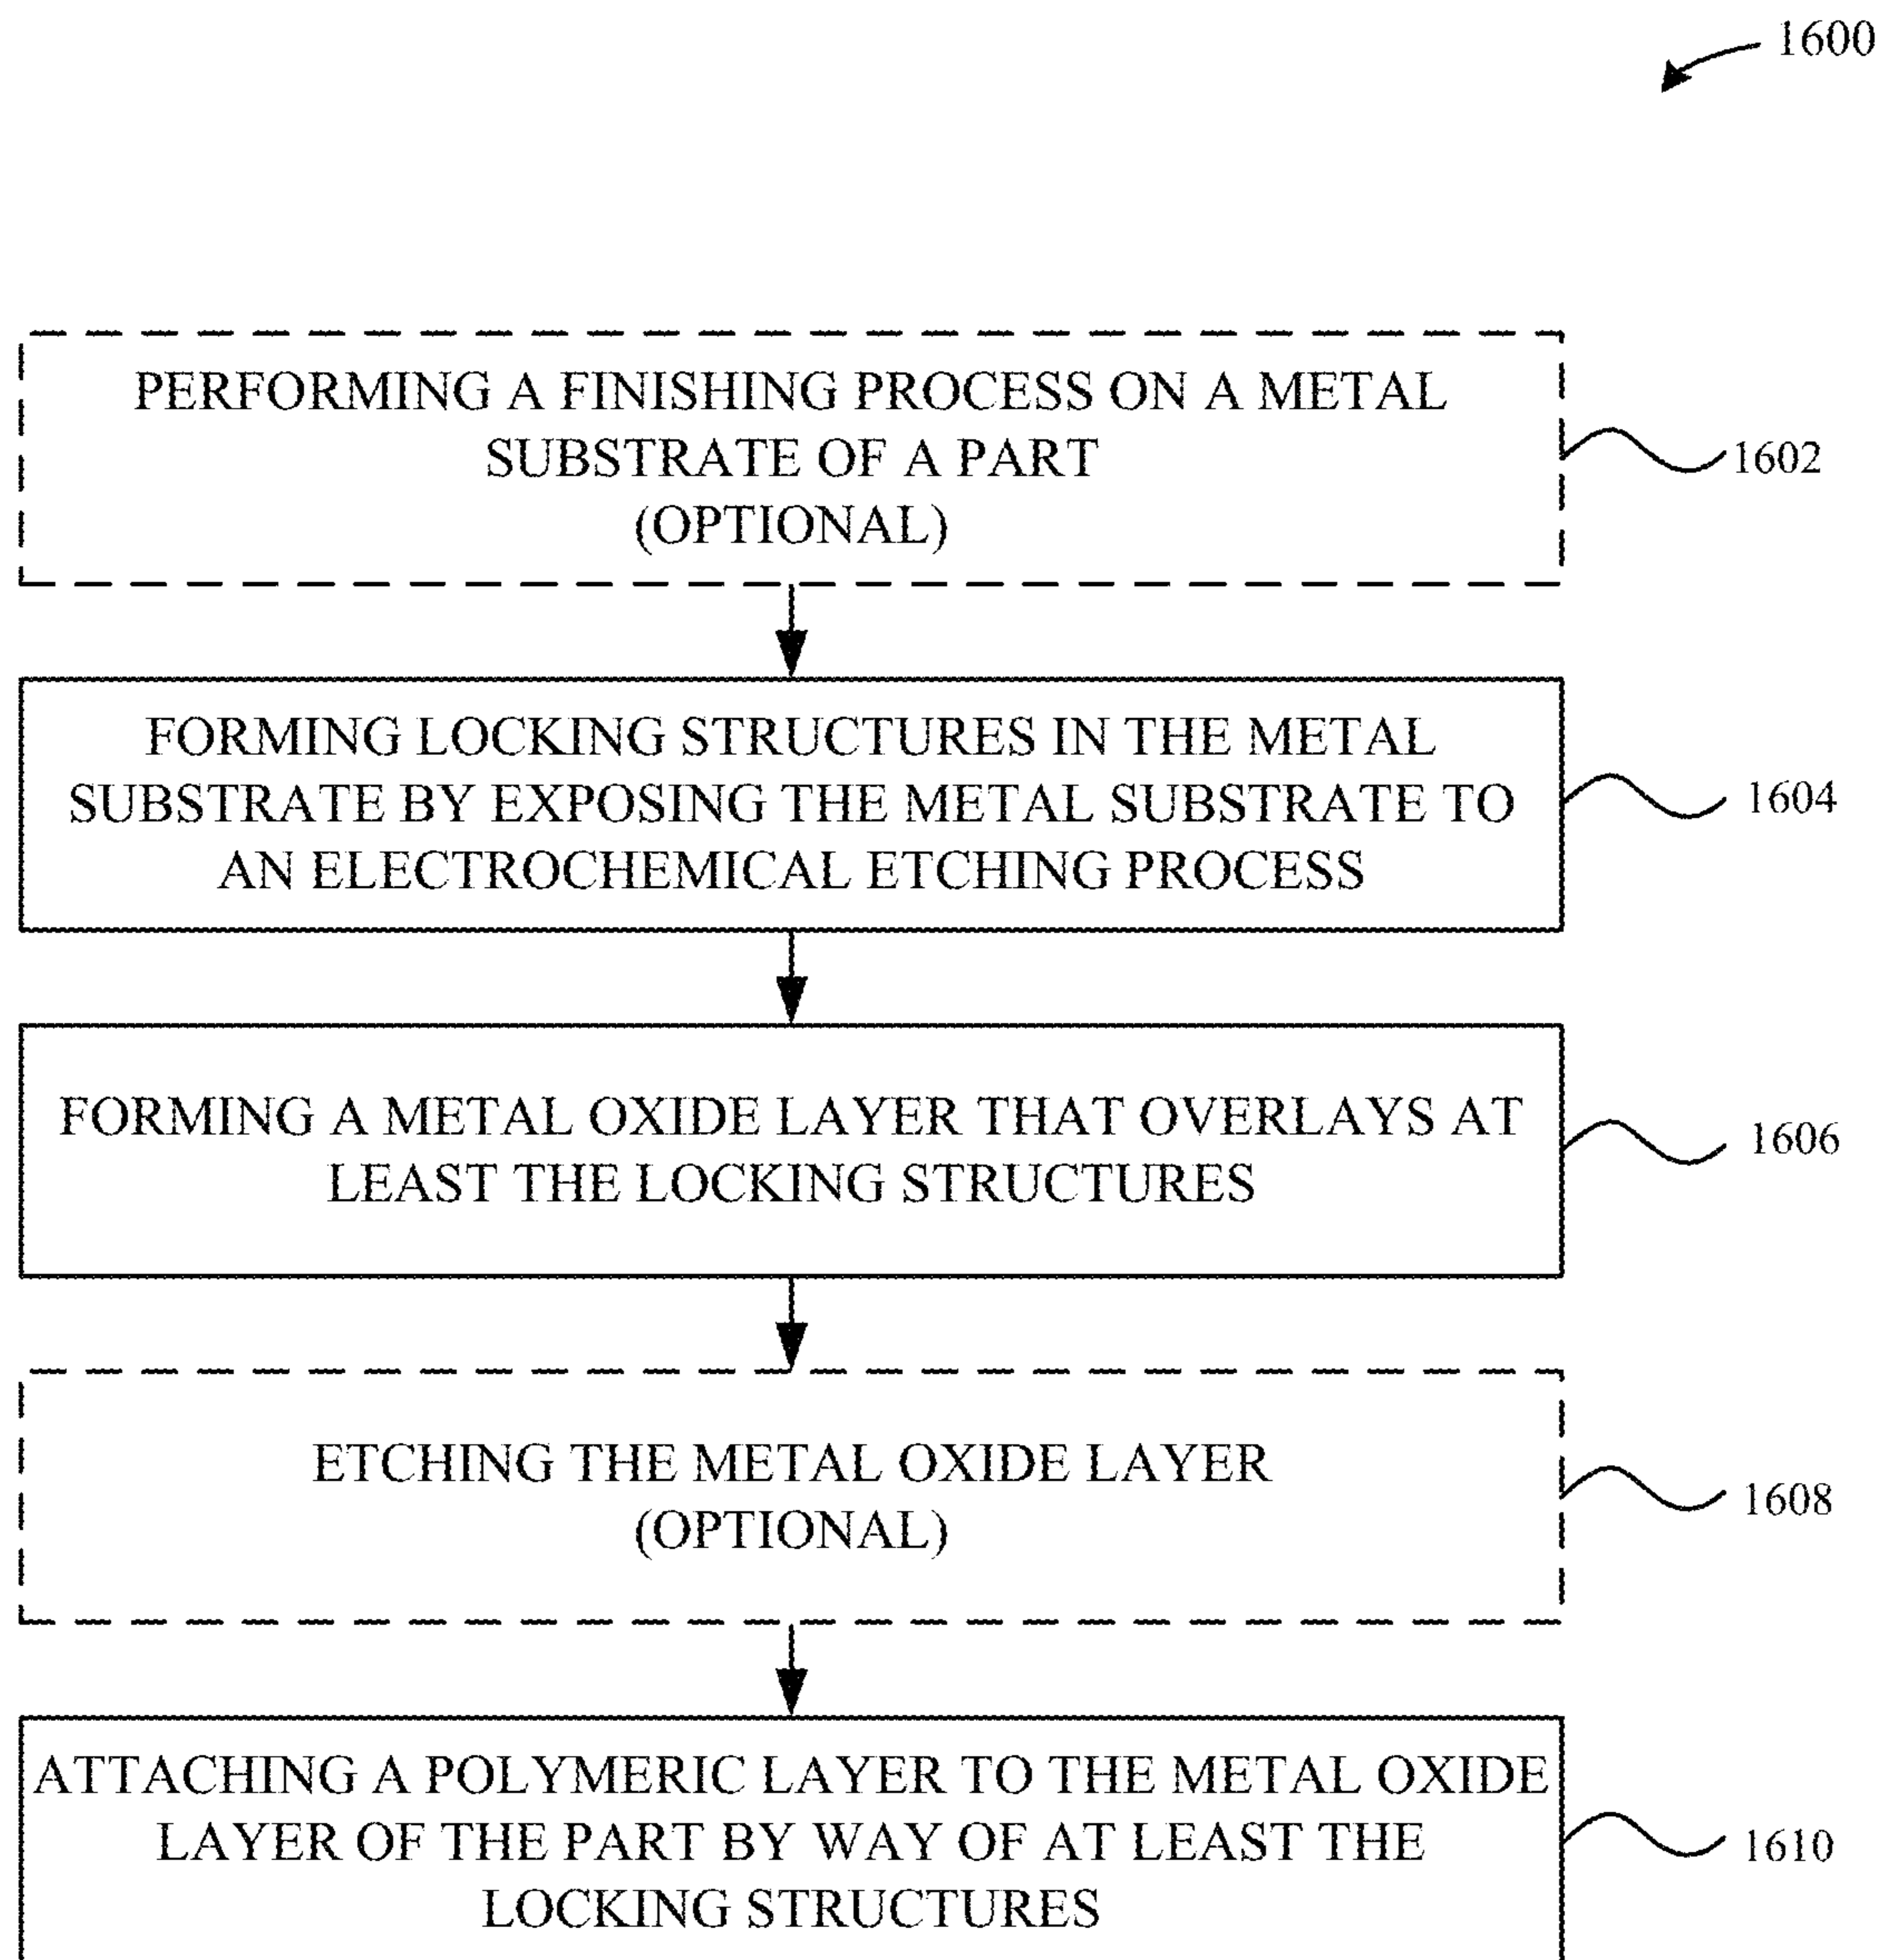 1600
PERFORMING A FINISHING PROCESS ON A METAL
SUBSTRATE OF A PART
(OPTIONAL)
1602
FORMING LOCKING STRUCTURES IN THE METAL
SUBSTRATE BY EXPOSING THE METAL SUBSTRATE TO
AN ELECTROCHEMICAL ETCHING PROCESS
1604
FORMING A METAL OXIDE LAYER THAT OVERLAYS AT
LEAST THE LOCKING STRUCTURES
1606
ETCHING THE METAL OXIDE LAYER
(OPTIONAL)
1608
ATTACHING A POLYMERIC LAYER TO THE METAL OXIDE
LAYER OF THE PART BY WAY OF AT LEAST THE
LOCKING STRUCTURES
1610